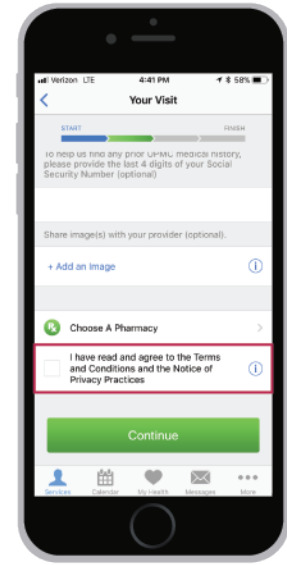 Verizon LTE 4:41 PM 58%
Your Visit
START FINISH
To help us find any prior UPMC medical history,
please provide the last 4 digits of your Social
Security Number (optional)
Share image(s) with your provider (optional).
+ Add an Image
Choose A Pharmacy
I have read and agree to the Terms
and Conditions and the Notice of
Privacy Practices
Continue
Services Calendar My Health Messages More